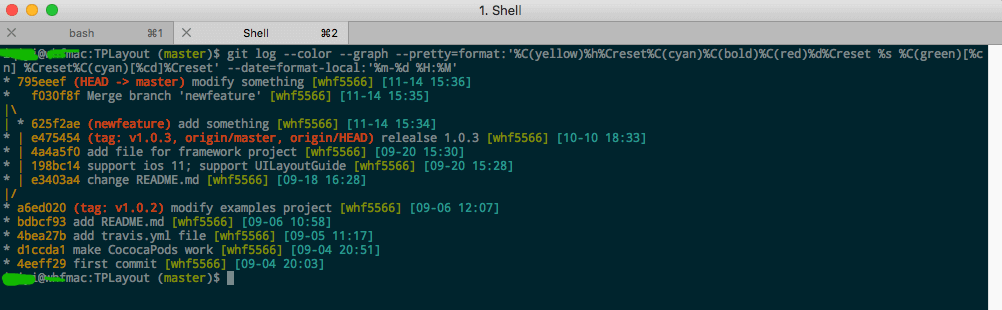 1. Shell
bash ⌘1 Shell ⌘2
@whfmac:TPLayout (master)$ git log --color --graph --pretty=format:'%C(yellow)%h%Creset%C(cyan)%C(bold)%C(red)%d%Creset %s %C(green)[%c
n] %Creset%C(cyan)[%cd]%Creset' --date=format-local:'%m-%d %H:%M'
* 795eeef (HEAD -> master) modify something [whf5566] [11-14 15:36]
*   f030f8f Merge branch 'newfeature' [whf5566] [11-14 15:35]
|\
| * 625f2ae (newfeature) add something [whf5566] [11-14 15:34]
* | e475454 (tag: v1.0.3, origin/master, origin/HEAD) relealse 1.0.3 [whf5566] [10-10 18:33]
* | 4a4a5f0 add file for framework project [whf5566] [09-20 15:30]
* | 198bc14 support ios 11; support UILayoutGuide [whf5566] [09-20 15:28]
* | e3403a4 change README.md [whf5566] [09-18 16:28]
|/
* a6ed020 (tag: v1.0.2) modify examples project [whf5566] [09-06 12:07]
* bdbcf93 add README.md [whf5566] [09-06 10:58]
* 4bea27b add travis.yml file [whf5566] [09-05 11:17]
* d1ccda1 make CococaPods work [whf5566] [09-04 20:51]
* 4eeff29 first commit [whf5566] [09-04 20:03]
@whfmac:TPLayout (master)$